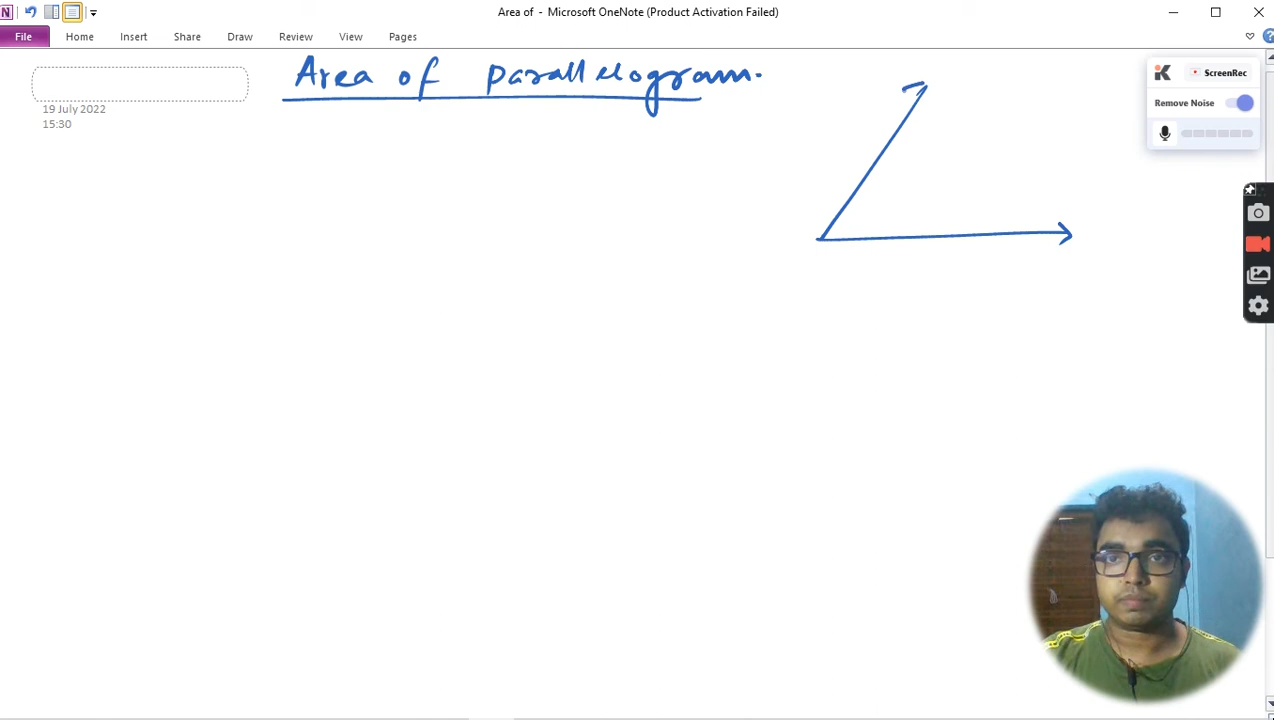 Area of - Microsoft OneNote (Product Activation Failed)
File Home Insert Share Draw Review View Pages
Area of parallelogram.
19 July 2022
15:30
ScreenRec
Remove Noise